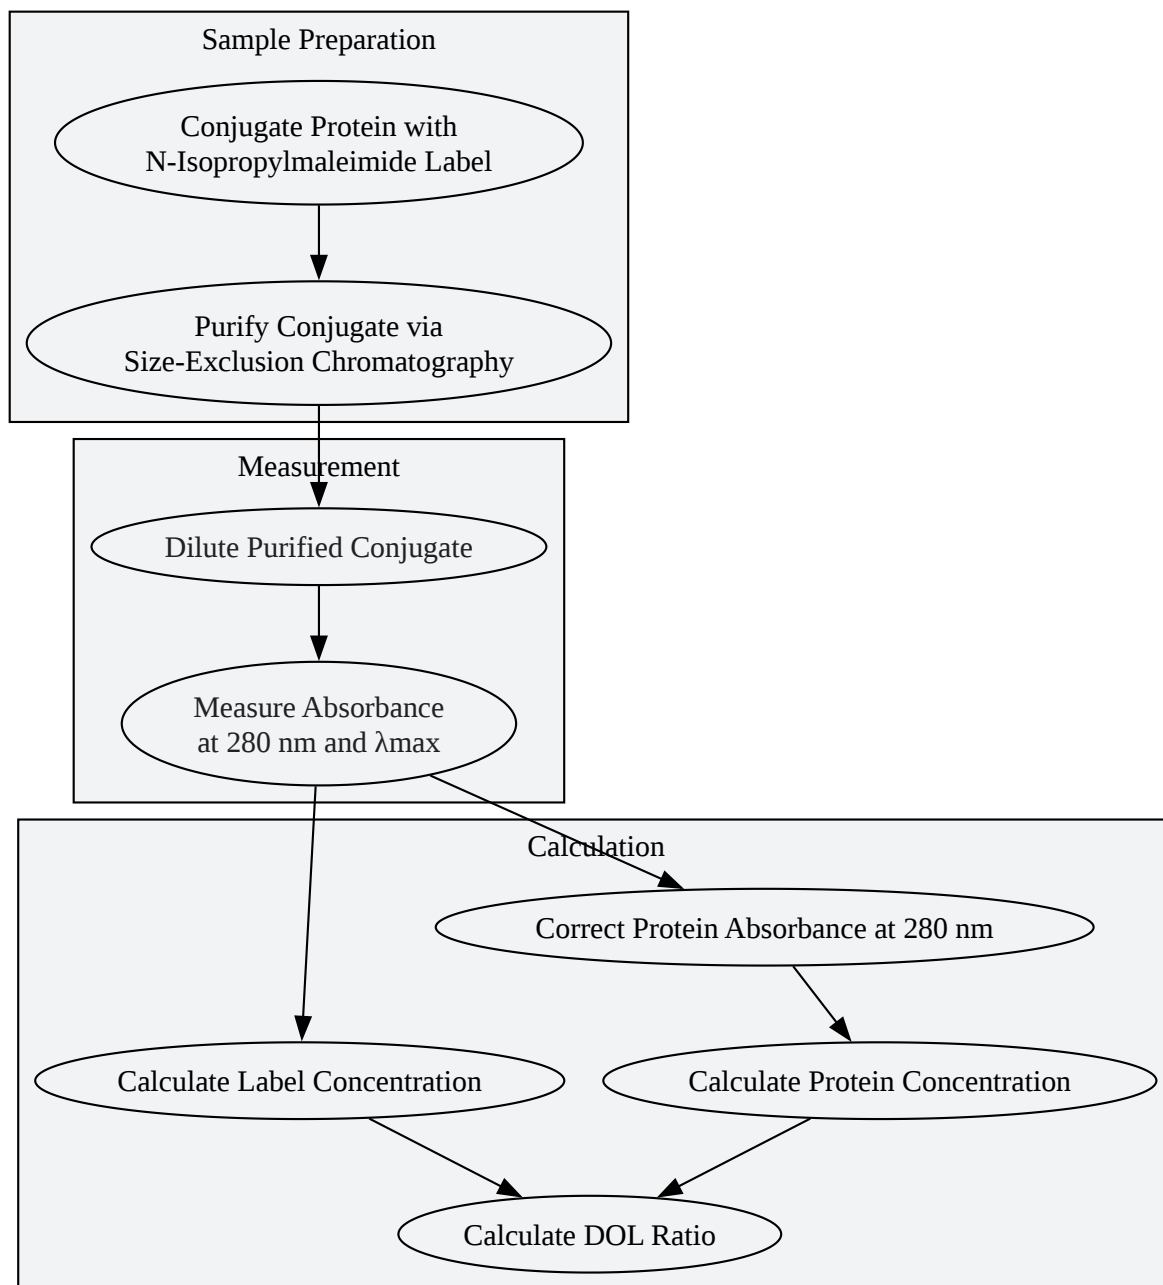 Sample Preparation
Conjugate Protein with
N-Isopropylmaleimide Label
Purify Conjugate via
Size-Exclusion Chromatography
Measurement
Dilute Purified Conjugate
Measure Absorbance
at 280 nm and λmax
Calculation
Correct Protein Absorbance at 280 nm
Calculate Label Concentration
Calculate Protein Concentration
Calculate DOL Ratio